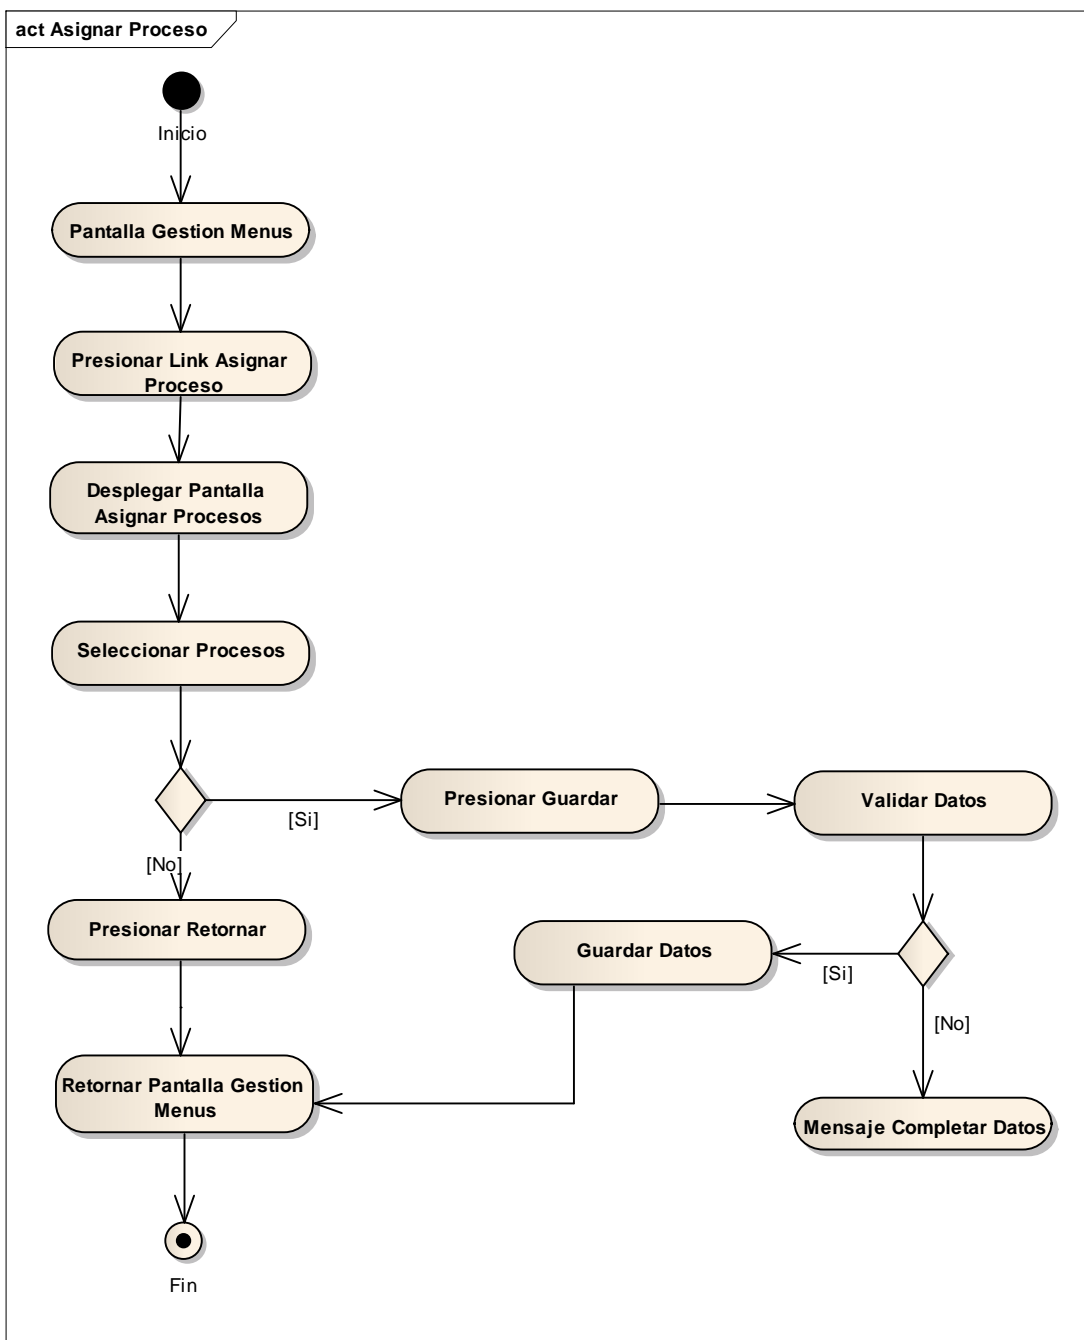 act Asignar Proceso
Inicio
Pantalla Gestion Menus
Presionar Link Asignar
Proceso
Desplegar Pantalla
Asignar Procesos
Seleccionar Procesos
Presionar Guardar
Validar Datos
[Si]
[No]
Presionar Retornar
Guardar Datos
[Si]
[No]
Retornar Pantalla Gestion
Menus
Mensaje Completar Datos
Fin